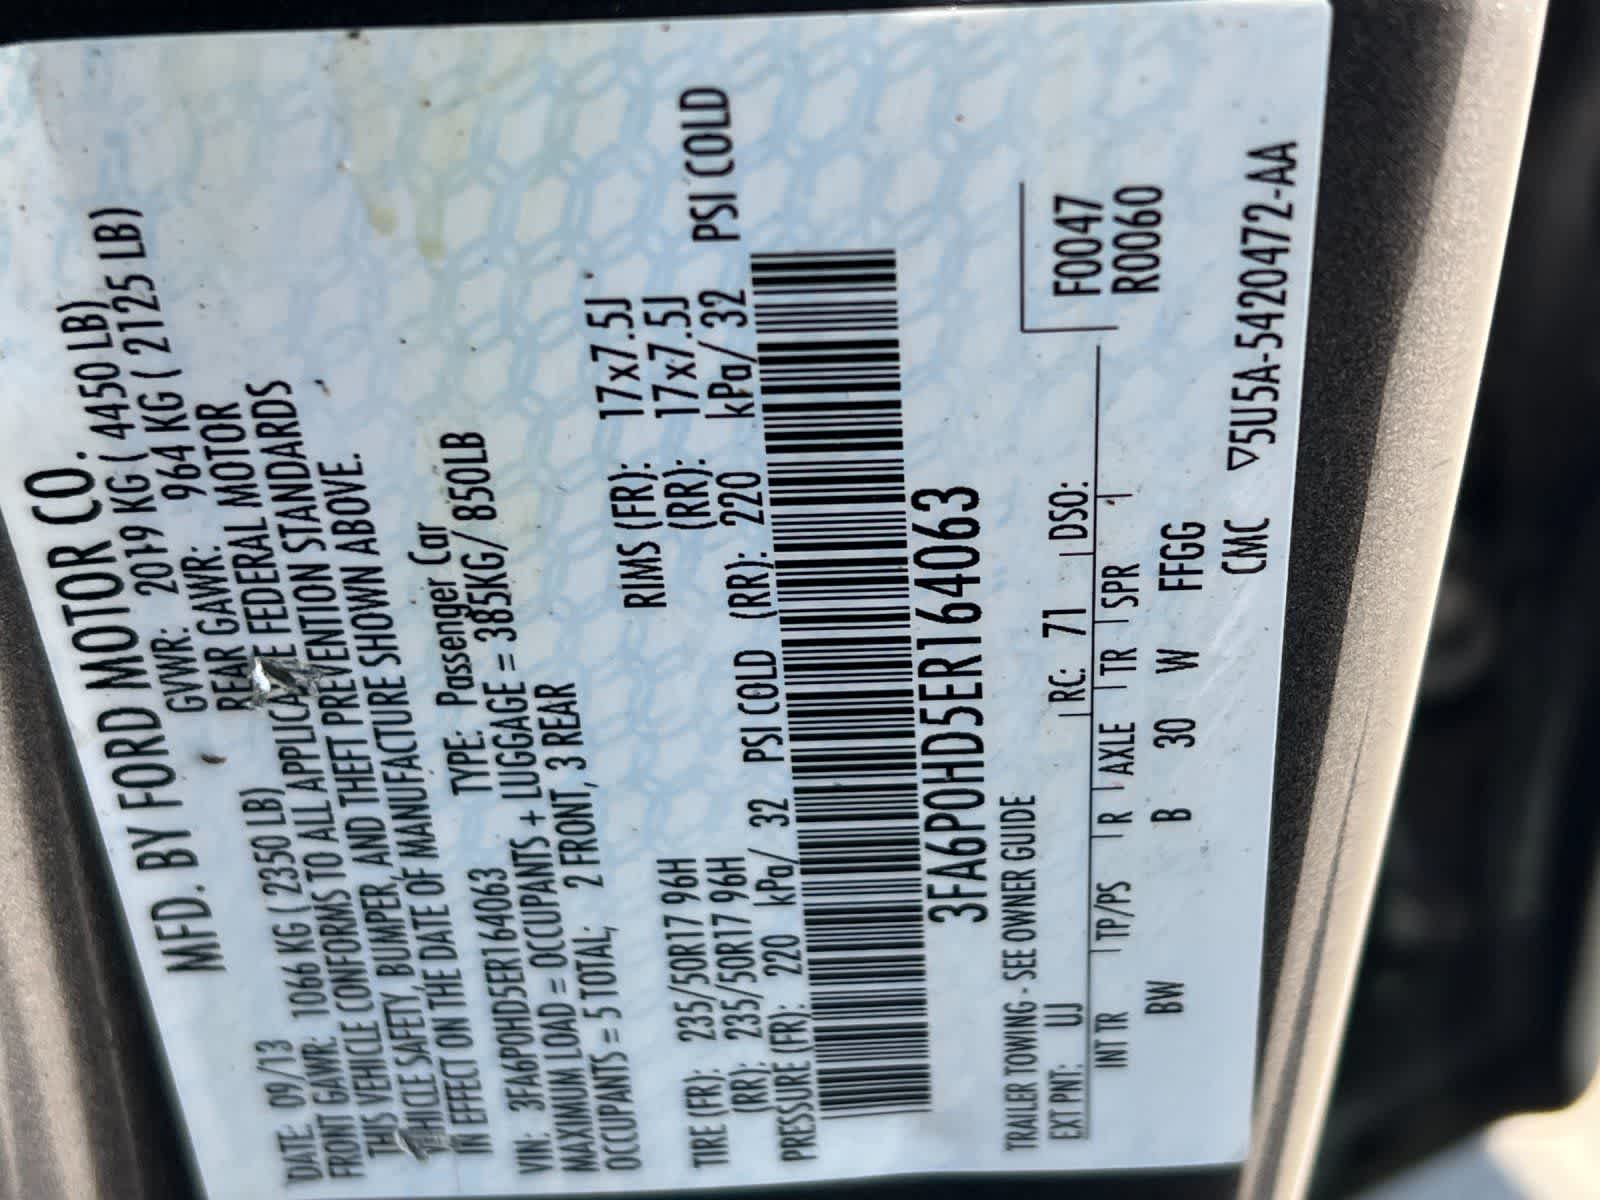 MFD. BY FORD MOTOR CO.
DATE: 09/13 GVWR: 2019 KG ( 4450 LB)
FRONT GAWR: 1066 KG ( 2350 LB) REAR GAWR: 964 KG ( 2125 LB)
THIS VEHICLE CONFORMS TO ALL FEDERAL MOTOR
SAFETY, BUMPER, AND THEFT PREVENTION STANDARDS
IN EFFECT ON THE DATE OF MANUFACTURE SHOWN ABOVE.
VIN: 3FA6P0HD5ER164063 TYPE: Passenger Car
MAXIMUM LOAD = OCCUPANTS + LUGGAGE = 385KG/ 850LB
OCCUPANTS = 5 TOTAL; 2 FRONT, 3 REAR
TIRE (FR): 235/50R17 96H RIMS (FR): 17x7.5J
(RR): 235/50R17 96H (RR): 17x7.5J
PRESSURE (FR): 220 kPa/ 32 PSI COLD (RR): 220 kPa/ 32 PSI COLD
3FA6P0HD5ER164063
TRAILER TOWING - SEE OWNER GUIDE
EXT PNT: UJ RC: 71 DSO: F0047
R0060
INT TR TP/PS R AXLE TR SPR
BW B 30 W FFGG
CMC ▽5U5A-5420472-AA